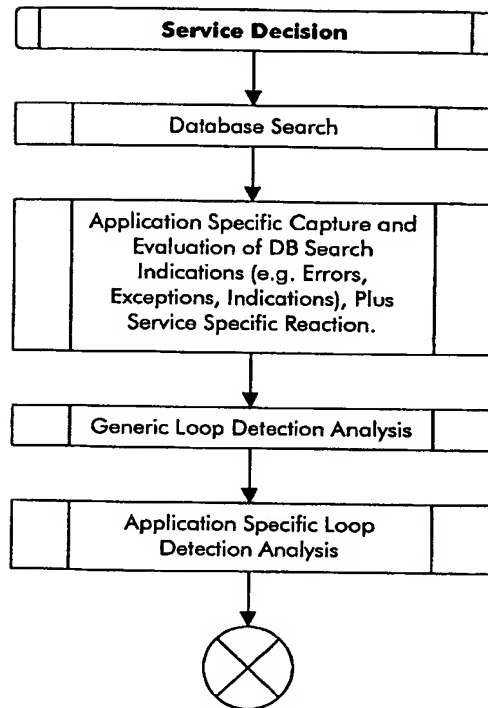 Service Decision
Database Search
Application Specific Capture and
Evaluation of DB Search
Indications (e.g. Errors,
Exceptions, Indications), Plus
Service Specific Reaction.
Generic Loop Detection Analysis
Application Specific Loop
Detection Analysis